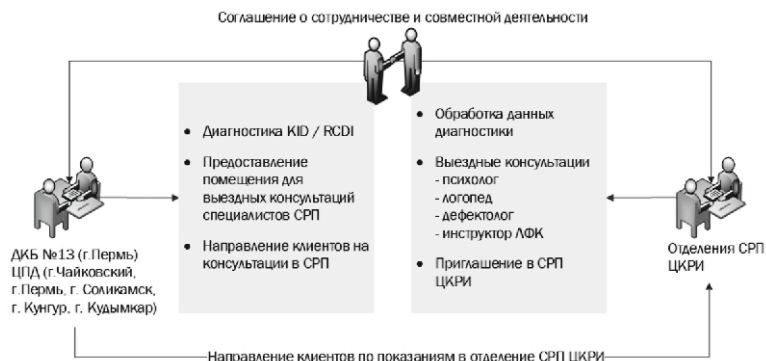 Соглашение о сотрудничестве и совместной деятельности
• Диагностика KID / RCDI
• Предоставление
помещения для
выездных консультаций
специалистов СРП
• Направление клиентов на
консультации в СРП
• Обработка данных
диагностики
• Выездные консультации
- психолог
- логопед
- дефектолог
- инструктор ЛФК
• Приглашение в СРП
ЦКРИ
ДКБ №13 (г.Пермь)
ЦПД (г.Чайковский,
г.Пермь, г. Соликамск,
г. Кунгур, г. Кудымкар)
Отделения СРП
ЦКРИ
Направление клиентов по показаниям в отделение СРП ЦКРИ